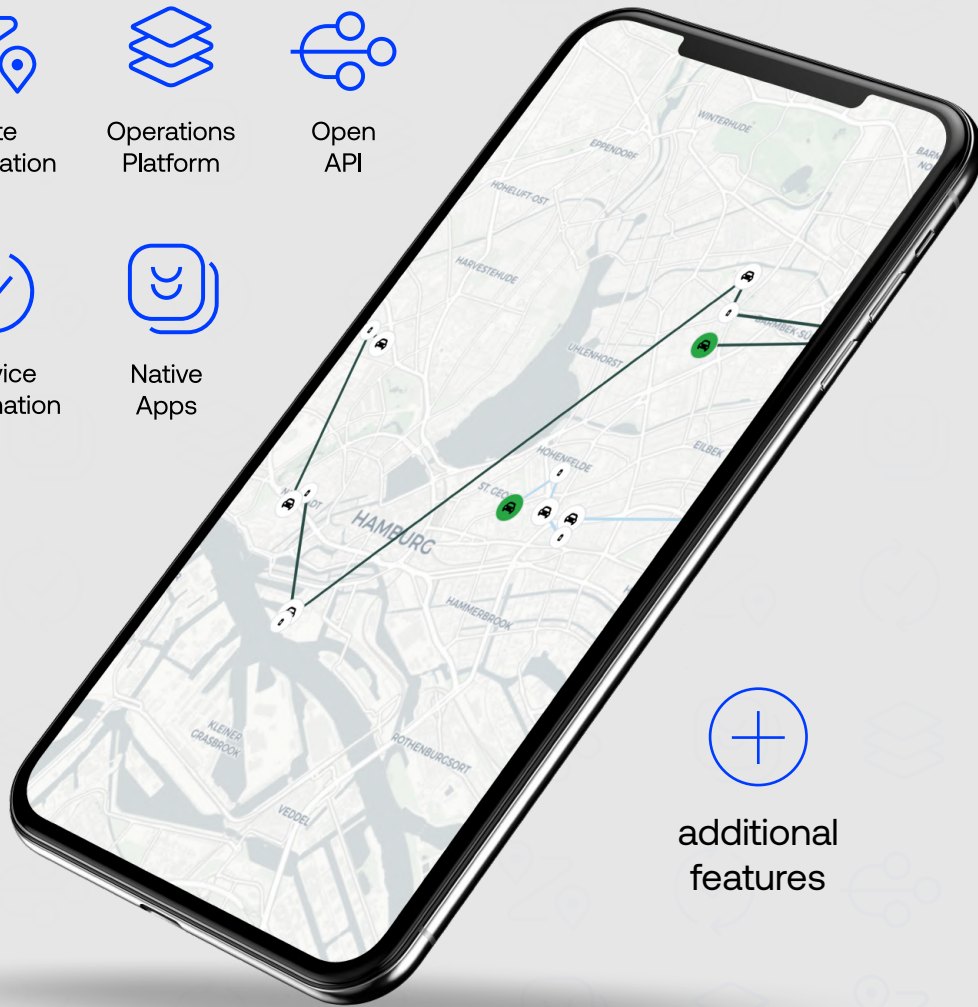 Operations
Platform
Open
API
Native
Apps
WINTERHUDE
EPPENDORF
HOHELUFT-OST
HARVESTEHUDE
UHLENHORST
EILBEK
HOHENFELDE
HAMBURG
HAMMERBROOK
KLEINER
GRASBROOK
ROTHENBURGSORT
VEDDEL
additional
features